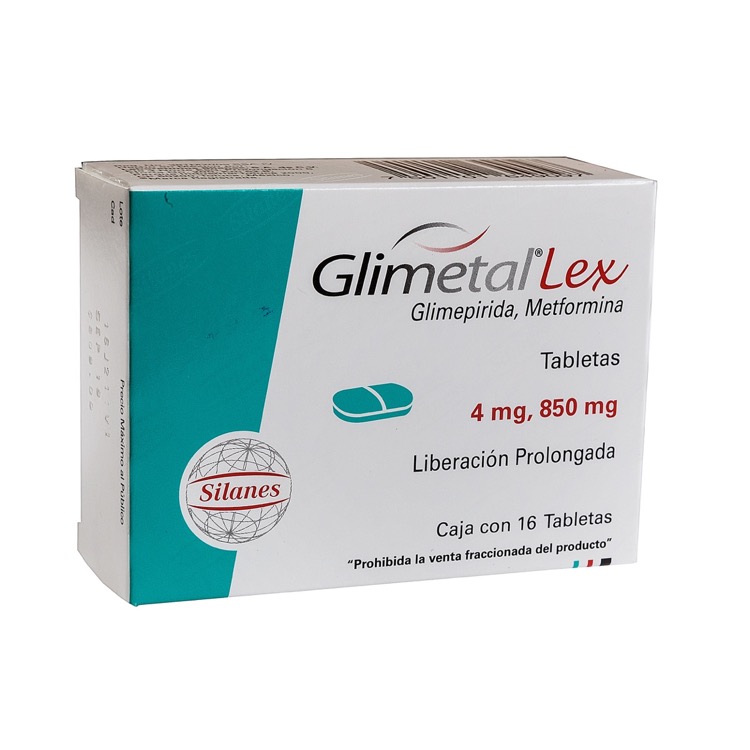 Glimetal® Lex
Glimepirida, Metformina
Tabletas
4 mg, 850 mg
Liberación Prolongada
Caja con 16 Tabletas
"Prohibida la venta fraccionada del producto"
Silanes
Lote
Cad
Precio Máximo al Público